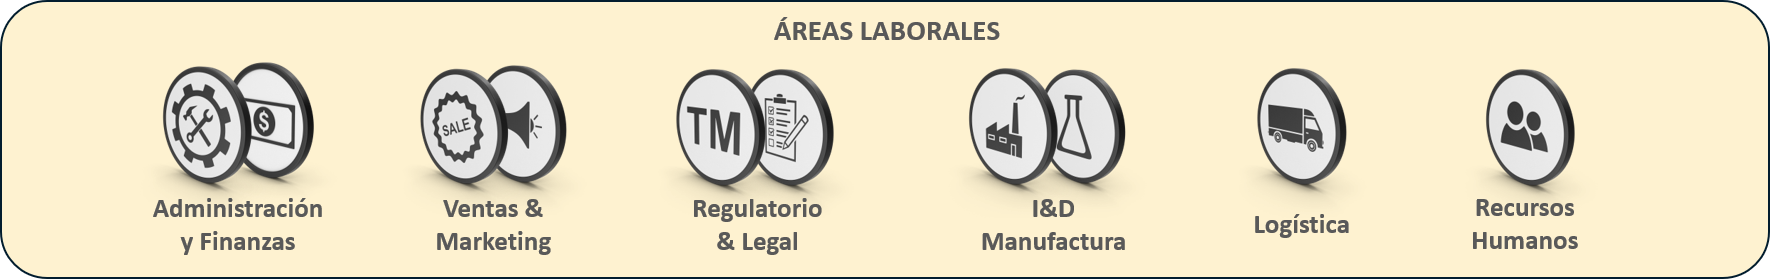 ÁREAS LABORALES
SALE
TM
Administración
y Finanzas
Ventas &
Marketing
Regulatorio
& Legal
I&D
Manufactura
Logística
Recursos
Humanos